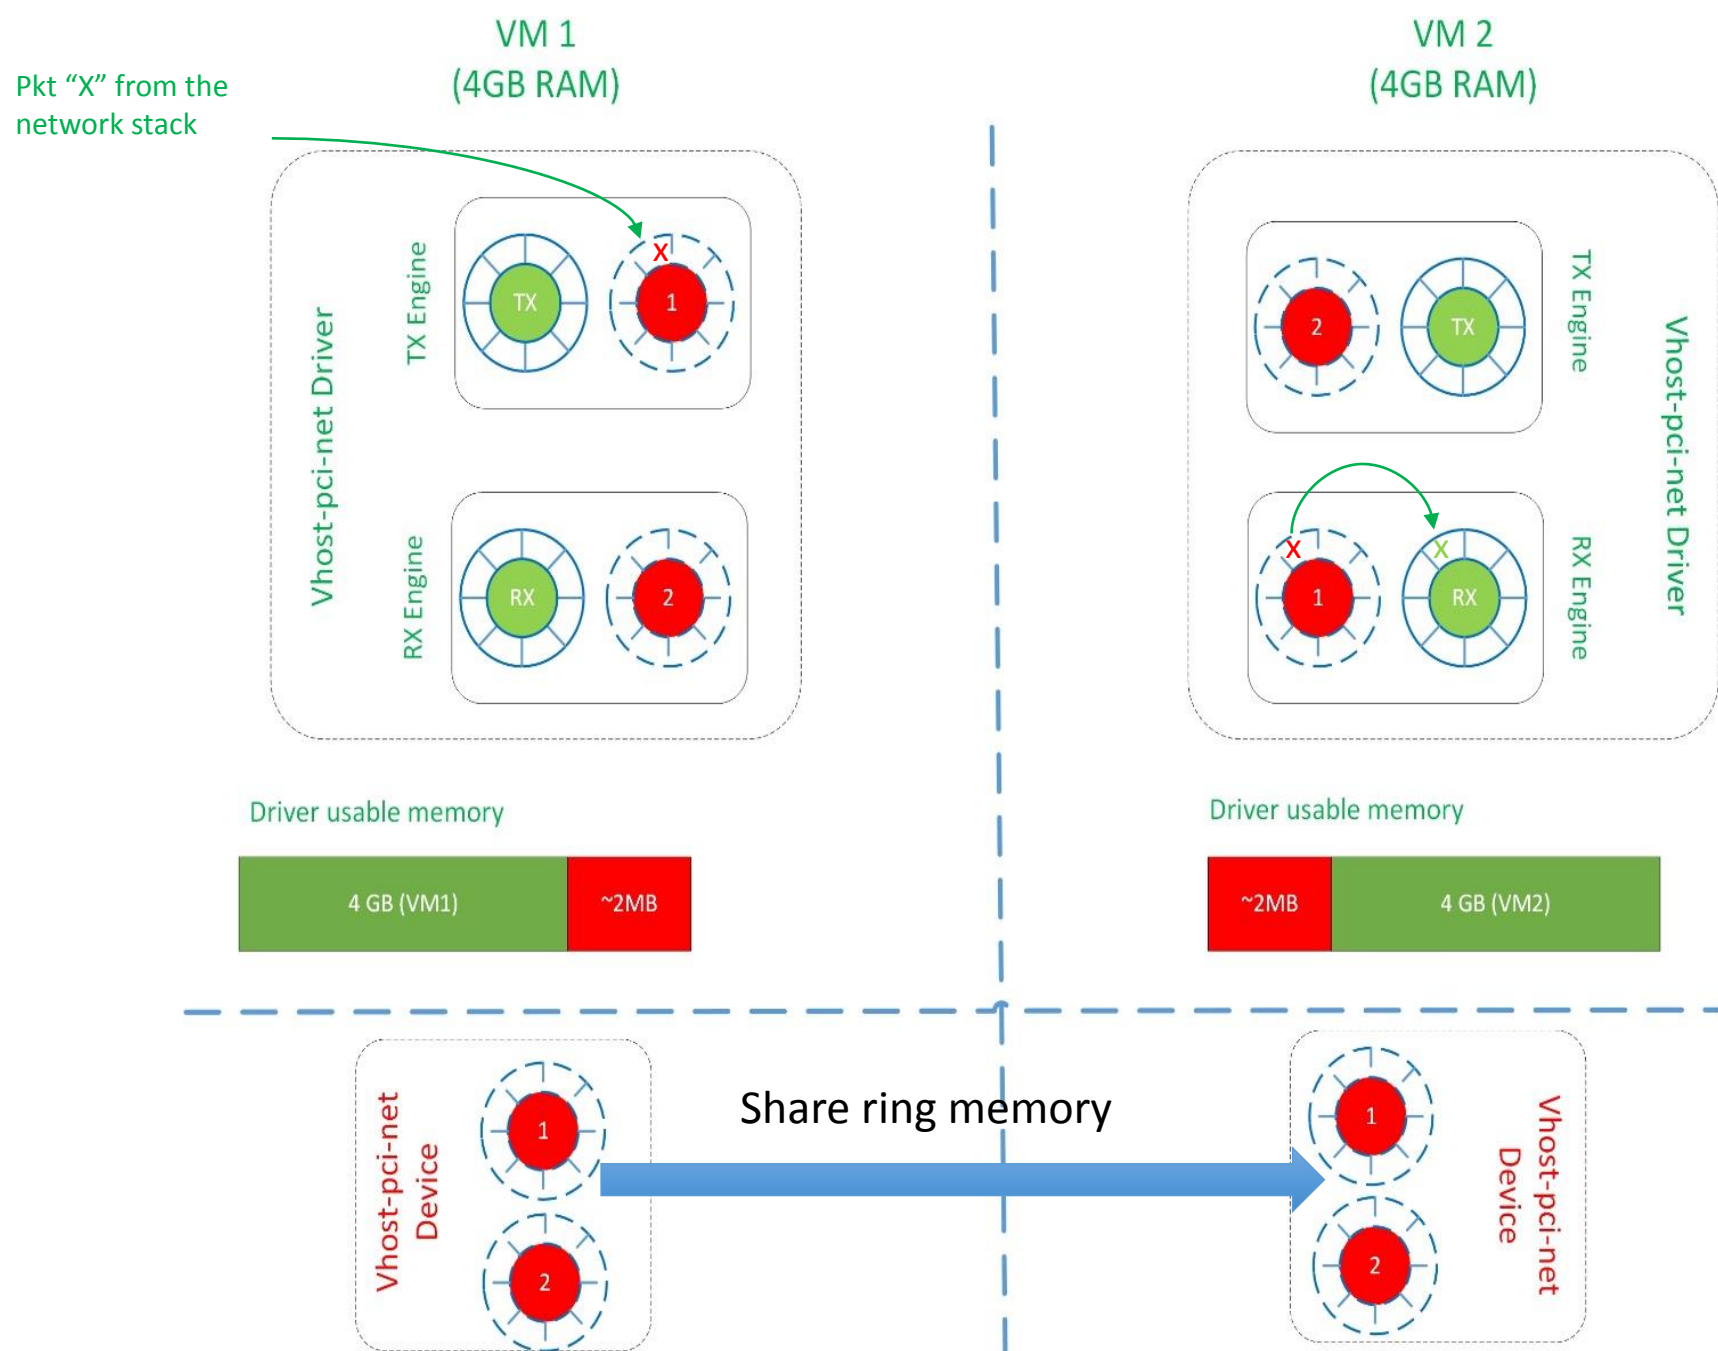 VM 1
(4GB RAM)
Pkt “X” from the
network stack
Vhost-pci-net Driver
TX Engine
TX
X
1
RX Engine
RX
2
Driver usable memory
4 GB (VM1)
~2MB
VM 2
(4GB RAM)
2
TX
TX Engine
Vhost-pci-net Driver
X
1
X
RX
RX Engine
Driver usable memory
~2MB
4 GB (VM2)
Vhost-pci-net
Device
1
2
Share ring memory
1
2
Vhost-pci-net
Device